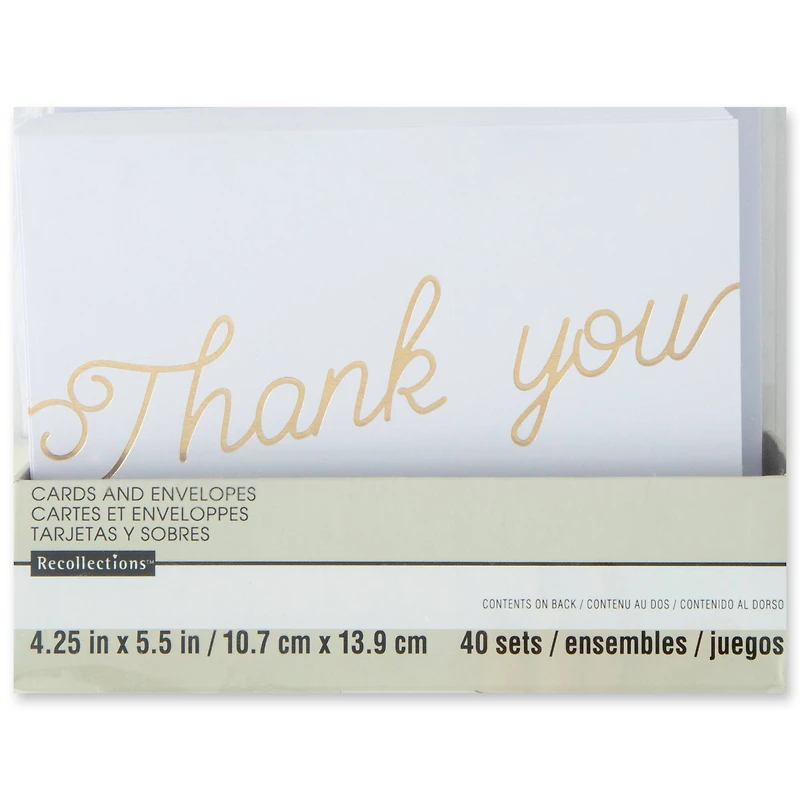 Thank you
CARDS AND ENVELOPES
CARTES ET ENVELOPPES
TARJETAS Y SOBRES
Recollections™
CONTENTS ON BACK / CONTENU AU DOS / CONTENIDO AL DORSO
4.25 in x 5.5 in / 10.7 cm x 13.9 cm 40 sets / ensembles / juegos